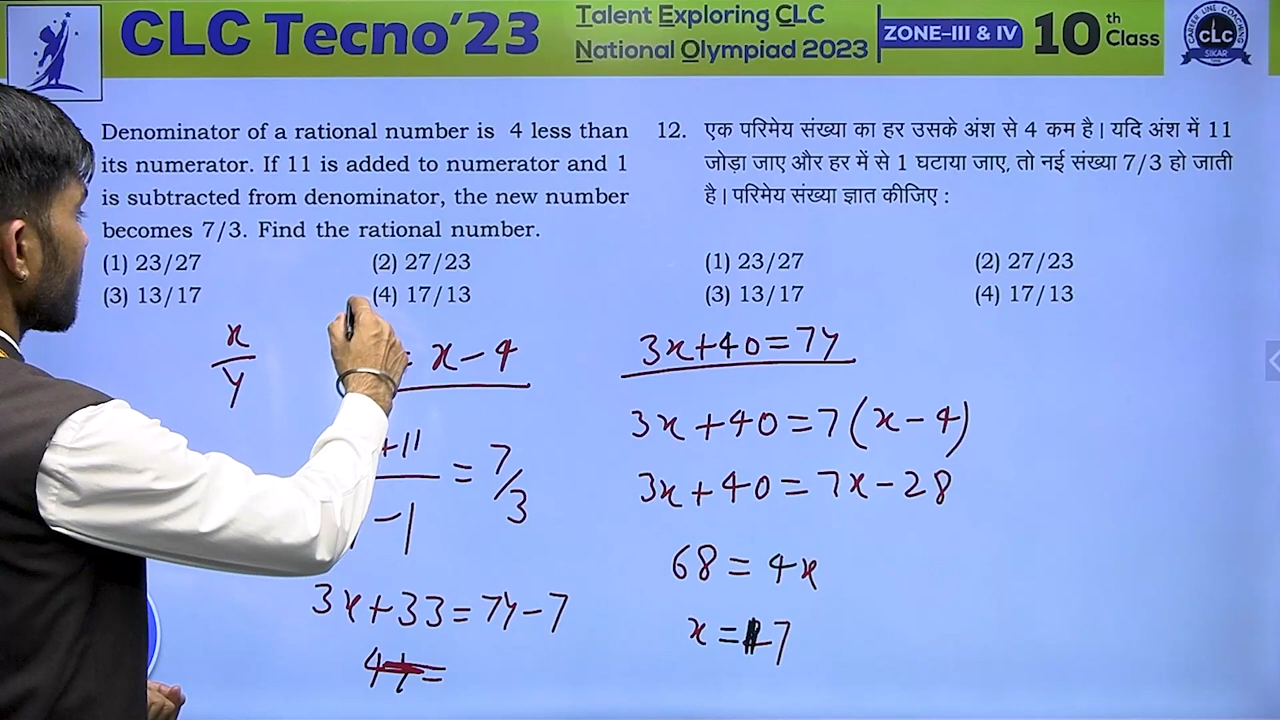 CLC Tecno'23
Talent Exploring CLC
National Olympiad 2023
ZONE–III & IV
10th Class
CAREER LINE COACHING
CLC
SIKAR
Denominator of a rational number is 4 less than
its numerator. If 11 is added to numerator and 1
is subtracted from denominator, the new number
becomes 7/3. Find the rational number.
(1) 23/27 (2) 27/23
(3) 13/17 (4) 17/13
12. एक परिमेय संख्या का हर उसके अंश से 4 कम है। यदि अंश में 11
जोड़ा जाए और हर में से 1 घटाया जाए, तो नई संख्या 7/3 हो जाती
है। परिमेय संख्या ज्ञात कीजिए :
(1) 23/27 (2) 27/23
(3) 13/17 (4) 17/13
x
y
= x – 4
+11
= 7/3
–1
3x+33=7y–7
3x+40=7y
3x+40=7(x–4)
3x+40=7x–28
68=4x
x=17